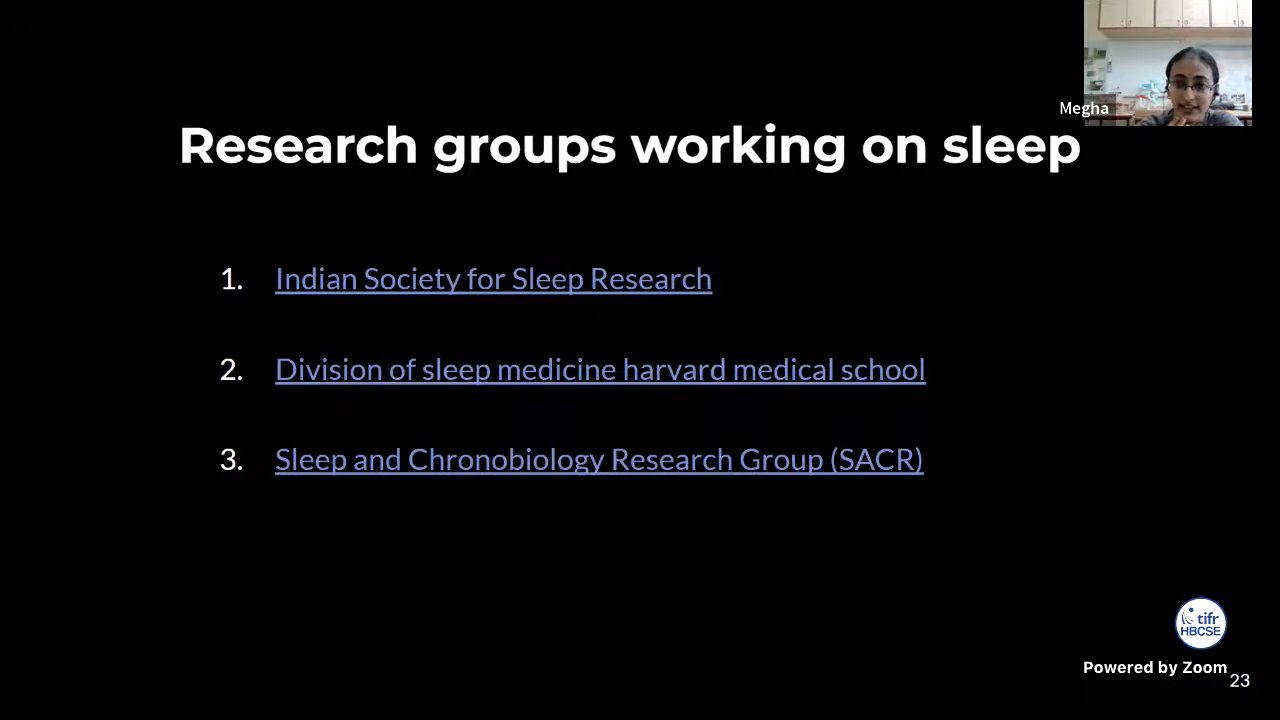 Megha
Research groups working on sleep
1. Indian Society for Sleep Research
2. Division of sleep medicine harvard medical school
3. Sleep and Chronobiology Research Group (SACR)
tifr
HBCSE
Powered by Zoom
23